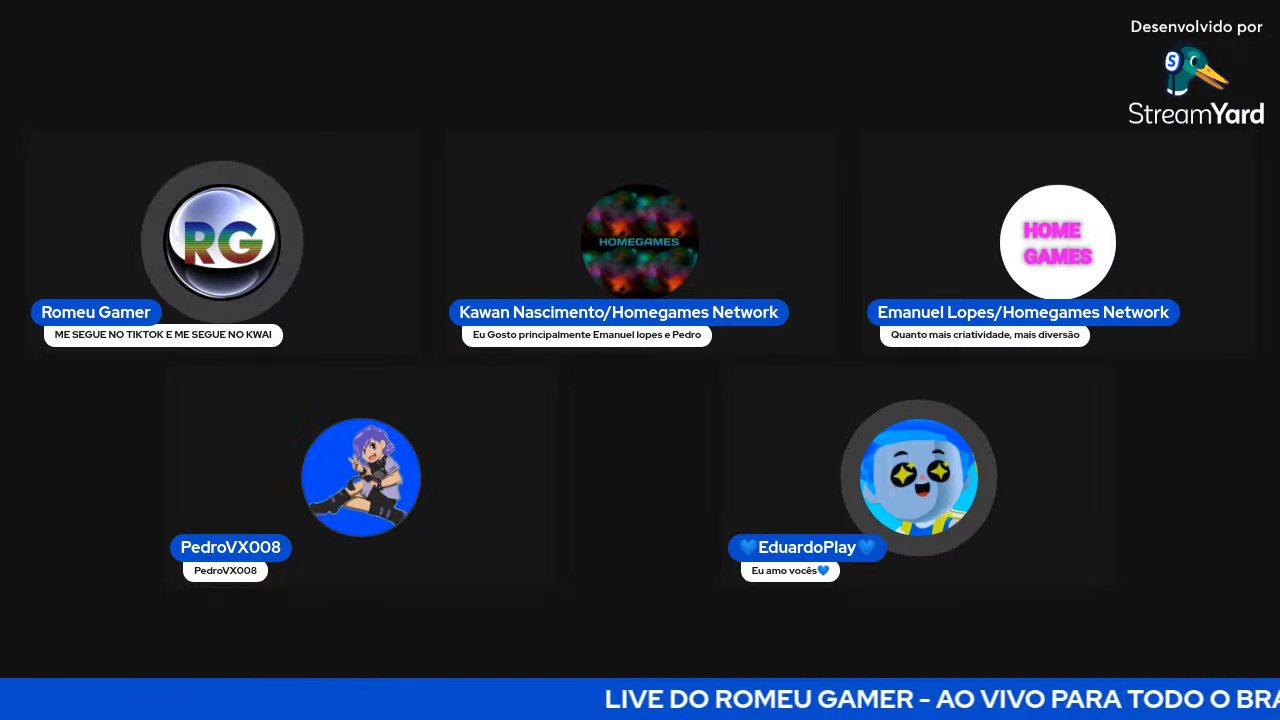 Desenvolvido por
StreamYard
S
RG
HOMEGAMES
HOME
GAMES
Romeu Gamer
ME SEGUE NO TIKTOK E ME SEGUE NO KWAI
Kawan Nascimento/Homegames Network
Eu Gosto principalmente Emanuel lopes e Pedro
Emanuel Lopes/Homegames Network
Quanto mais criatividade, mais diversão
PedroVX008
PedroVX008
💙EduardoPlay💙
Eu amo vocês💙
LIVE DO ROMEU GAMER - AO VIVO PARA TODO O BRA